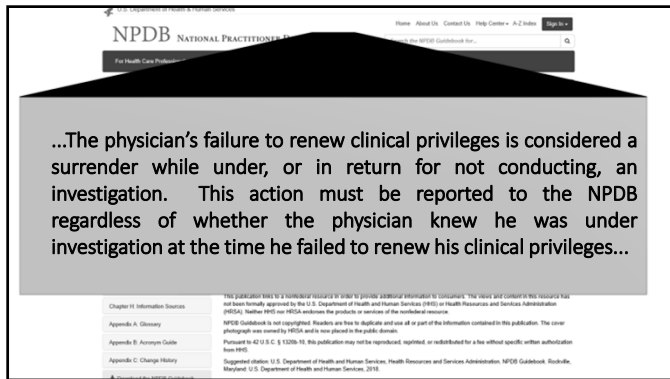 U.S. Department of Health & Human Services
Home About Us Contact Us Help Center A-Z Index Sign In
NPDB NATIONAL PRACTITIONER
Search the NPDB Guidebook for...
For Health Care
...The physician’s failure to renew clinical privileges is considered a
surrender while under, or in return for not conducting, an
investigation. This action must be reported to the NPDB
regardless of whether the physician knew he was under
investigation at the time he failed to renew his clinical privileges...
Chapter H: Information Sources
Appendix A: Glossary
Appendix B: Acronym Guide
Appendix C: Change History
Download the NPDB Guidebook
This publication links to a nonfederal resource in order to provide additional information to consumers. The views and content in this resource has
not been formally approved by the U.S. Department of Health and Human Services (HHS) or Health Resources and Services Administration
(HRSA). Neither HHS nor HRSA endorses the products or services of the nonfederal resource.
NPDB Guidebook is not copyrighted. Readers are free to duplicate and use all or part of the information contained in this publication. The cover
photograph was owned by HRSA and is now placed in the public domain.
Pursuant to 42 U.S.C. § 1320b-10, this publication may not be reproduced, reprinted, or redistributed for a fee without specific written authorization
from HHS.
Suggested citation: U.S. Department of Health and Human Services, Health Resources and Services Administration. NPDB Guidebook. Rockville,
Maryland: U.S. Department of Health and Human Services, 2018.